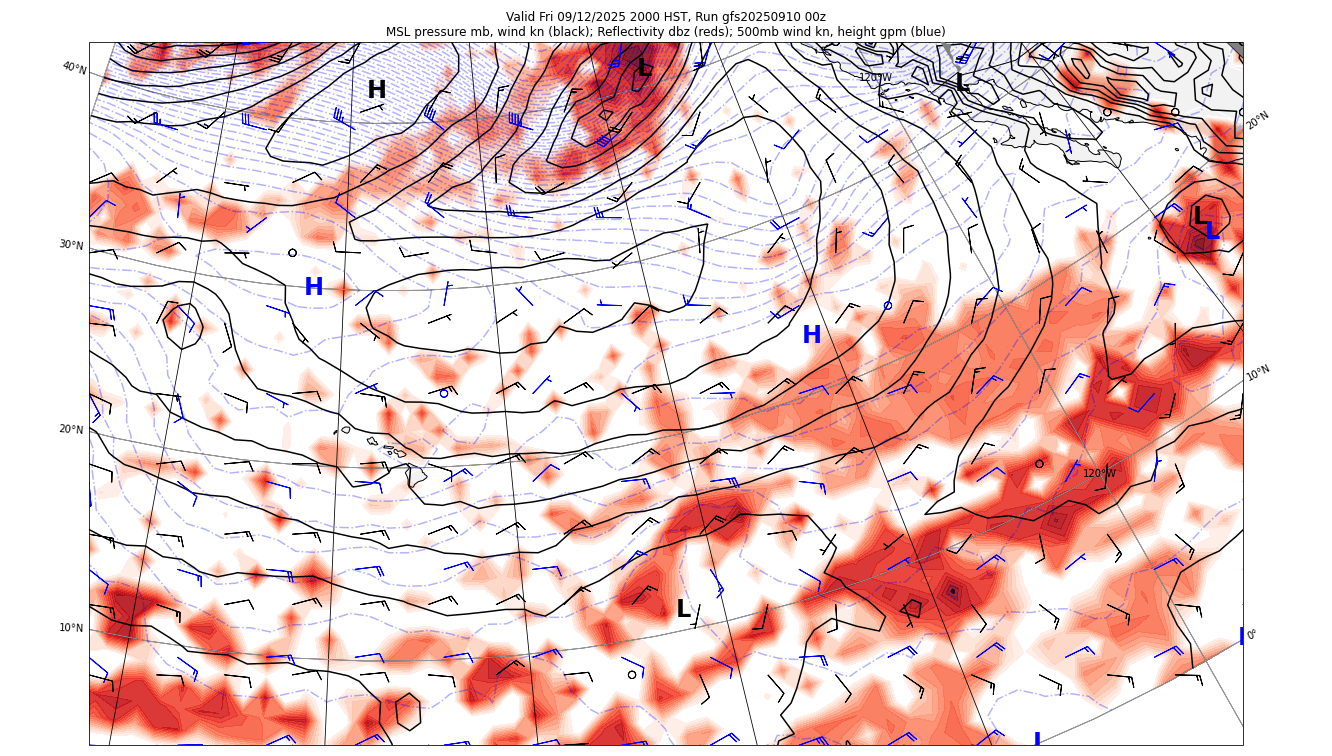 Valid Fri 09/12/2025 2000 HST, Run gfs20250910 00z
MSL pressure mb, wind kn (black); Reflectivity dbz (reds); 500mb wind kn, height gpm (blue)
40°N
H
L
120°W
L
20°N
L
L
30°N
H
H
10°N
20°N
120°W
L
10°N
0°
L